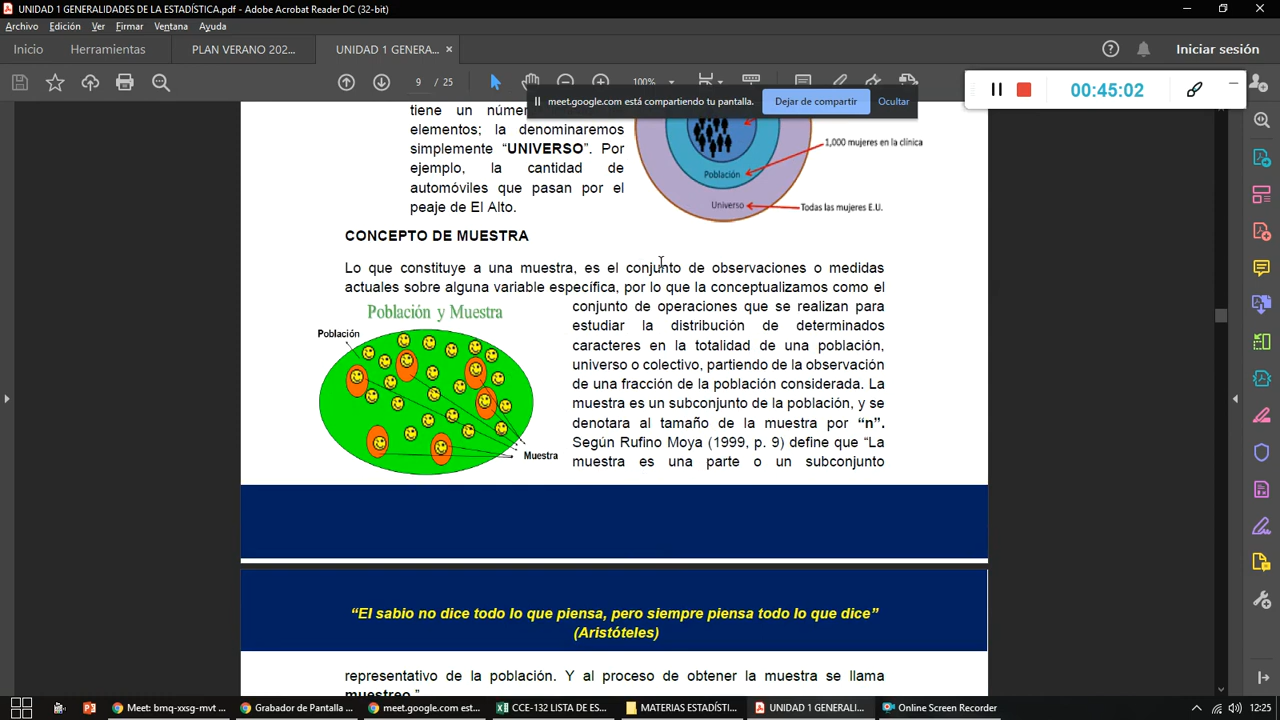 UNIDAD 1 GENERALIDADES DE LA ESTADÍSTICA.pdf - Adobe Acrobat Reader DC (32-bit)
Archivo Edición Ver Firmar Ventana Ayuda
Inicio Herramientas PLAN VERANO 202... UNIDAD 1 GENERA... × Iniciar sesión
9 / 25 100%
00:45:02
meet.google.com está compartiendo tu pantalla. Dejar de compartir Ocultar
tiene un
elementos; la denominaremos
simplemente “UNIVERSO”. Por
ejemplo, la cantidad de
automóviles que pasan por el
peaje de El Alto.
1,000 mujeres en la clínica
Población
Universo
Todas las mujeres E.U.
CONCEPTO DE MUESTRA
Lo que constituye a una muestra, es el conjunto de observaciones o medidas
actuales sobre alguna variable específica, por lo que la conceptualizamos como el
conjunto de operaciones que se realizan para
estudiar la distribución de determinados
caracteres en la totalidad de una población,
universo o colectivo, partiendo de la observación
de una fracción de la población considerada. La
muestra es un subconjunto de la población, y se
denotara al tamaño de la muestra por “n”.
Según Rufino Moya (1999, p. 9) define que “La
muestra es una parte o un subconjunto
Población y Muestra
Población
Muestra
“El sabio no dice todo lo que piensa, pero siempre piensa todo lo que dice”
(Aristóteles)
representativo de la población. Y al proceso de obtener la muestra se llama
muestreo.”
Meet: bmq-xxsg-mvt ... Grabador de Pantalla ... meet.google.com est... CCE-132 LISTA DE ES... MATERIAS ESTADÍSTI... UNIDAD 1 GENERALI... Online Screen Recorder 12:25